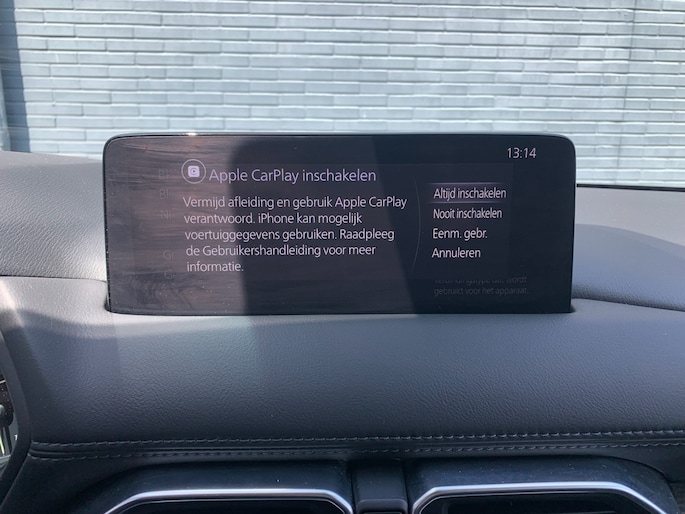 13:14
Apple CarPlay inschakelen
Vermijd afleiding en gebruik Apple CarPlay
verantwoord. iPhone kan mogelijk
voertuiggegevens gebruiken. Raadpleeg
de Gebruikershandleiding voor meer
informatie.
Altijd inschakelen
Nooit inschakelen
Eenm. gebr.
Annuleren
gebruikt voor het apparaat.